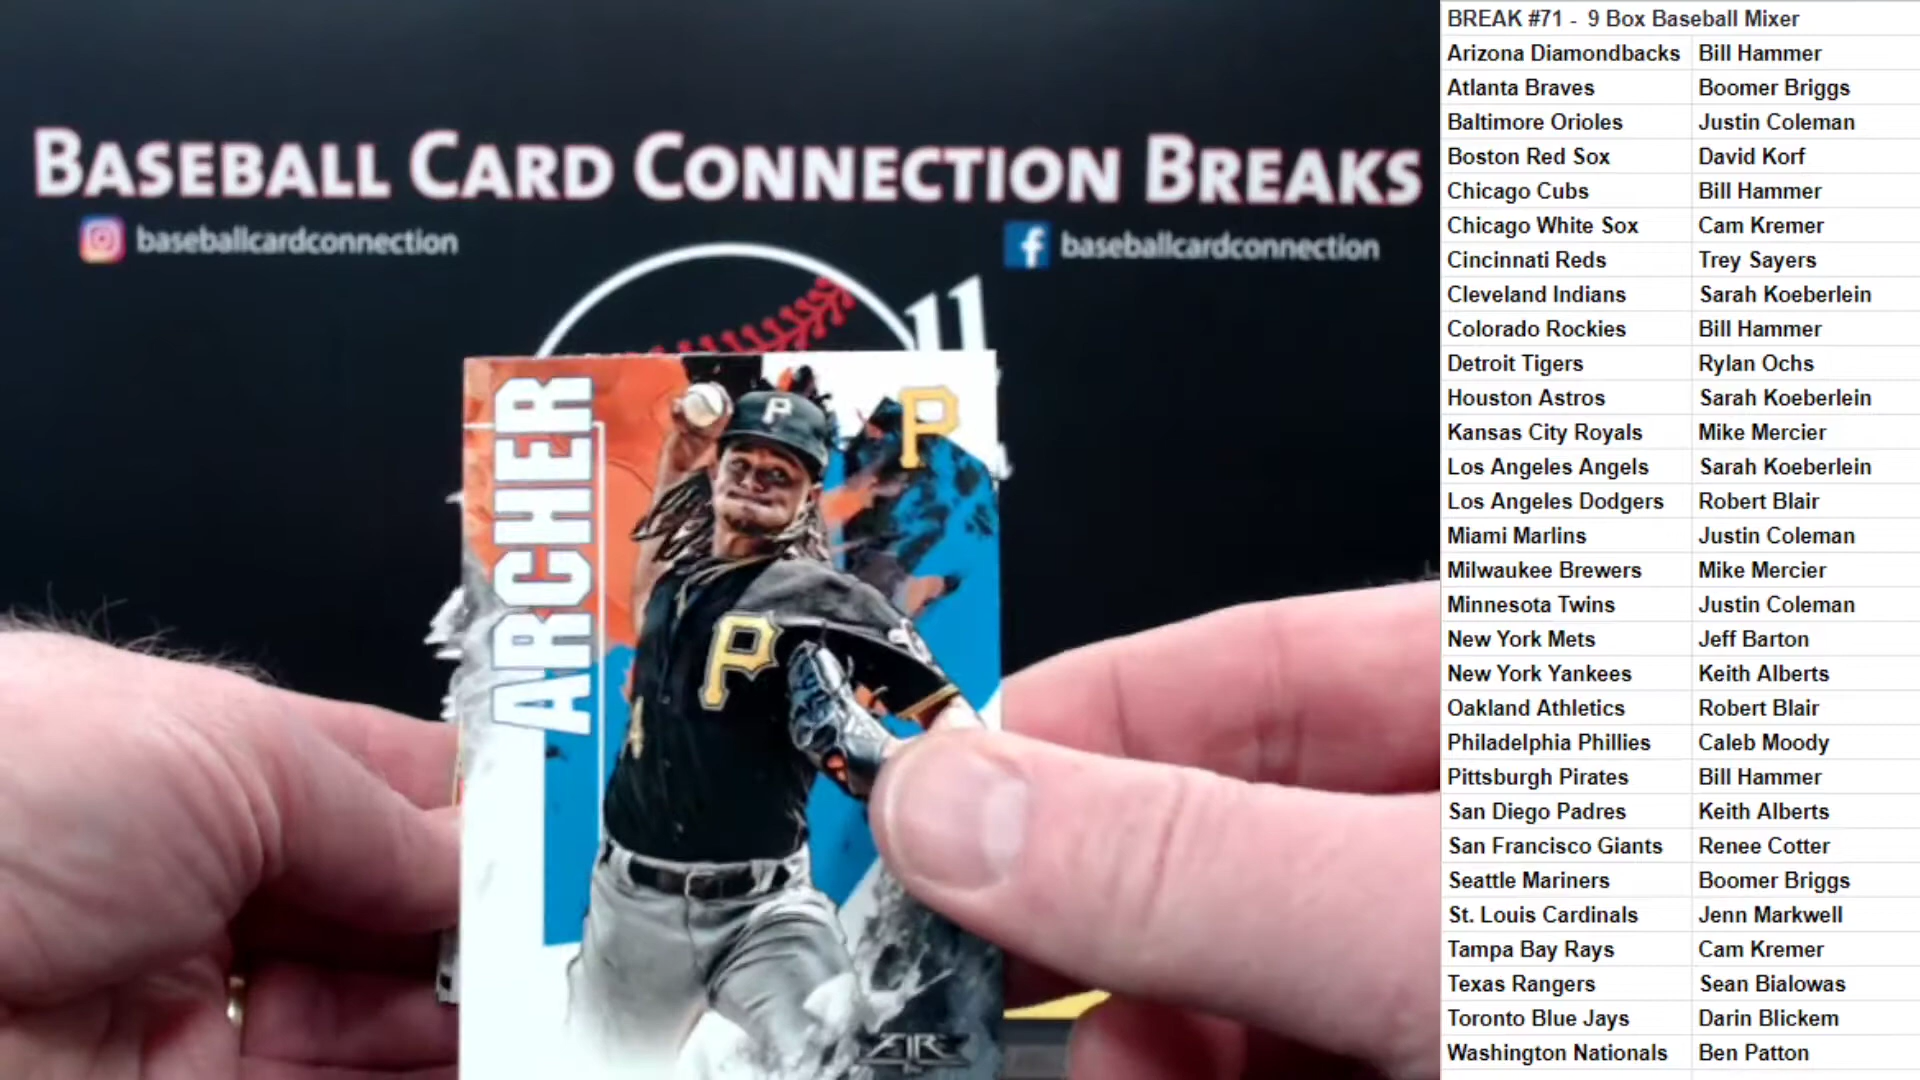 BASEBALL CARD CONNECTION BREAKS
baseballcardconnection
baseballcardconnection
11
ARCHER
P
P
P
FIRE
BREAK #71 - 9 Box Baseball Mixer
Arizona Diamondbacks Bill Hammer
Atlanta Braves Boomer Briggs
Baltimore Orioles Justin Coleman
Boston Red Sox David Korf
Chicago Cubs Bill Hammer
Chicago White Sox Cam Kremer
Cincinnati Reds Trey Sayers
Cleveland Indians Sarah Koeberlein
Colorado Rockies Bill Hammer
Detroit Tigers Rylan Ochs
Houston Astros Sarah Koeberlein
Kansas City Royals Mike Mercier
Los Angeles Angels Sarah Koeberlein
Los Angeles Dodgers Robert Blair
Miami Marlins Justin Coleman
Milwaukee Brewers Mike Mercier
Minnesota Twins Justin Coleman
New York Mets Jeff Barton
New York Yankees Keith Alberts
Oakland Athletics Robert Blair
Philadelphia Phillies Caleb Moody
Pittsburgh Pirates Bill Hammer
San Diego Padres Keith Alberts
San Francisco Giants Renee Cotter
Seattle Mariners Boomer Briggs
St. Louis Cardinals Jenn Markwell
Tampa Bay Rays Cam Kremer
Texas Rangers Sean Bialowas
Toronto Blue Jays Darin Blickem
Washington Nationals Ben Patton